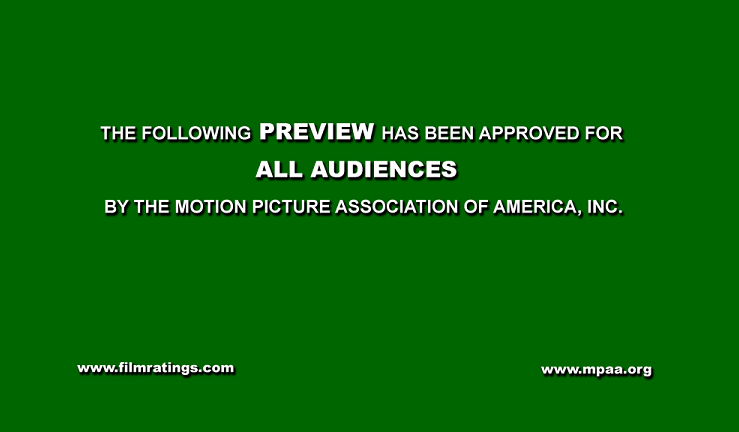 THE FOLLOWING PREVIEW HAS BEEN APPROVED FOR
ALL AUDIENCES
BY THE MOTION PICTURE ASSOCIATION OF AMERICA, INC.
www.filmratings.com
www.mpaa.org